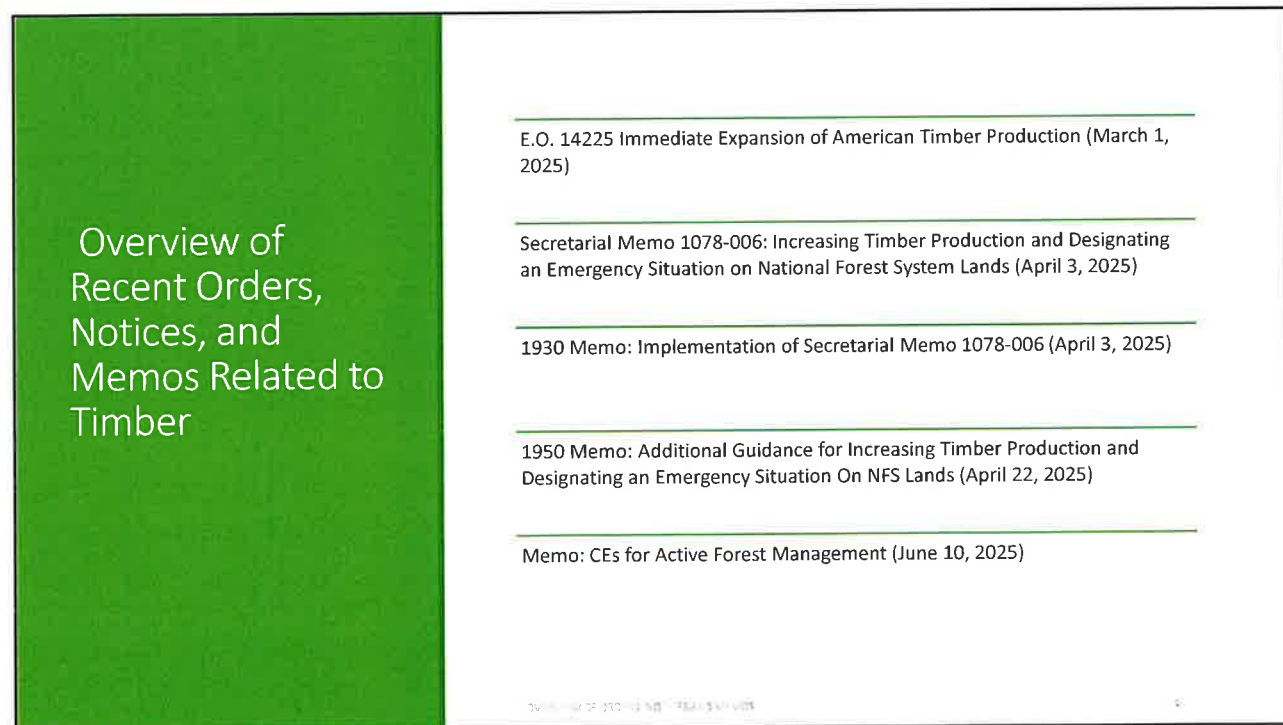 Overview of
Recent Orders,
Notices, and
Memos Related to
Timber
E.O. 14225 Immediate Expansion of American Timber Production (March 1,
2025)
Secretarial Memo 1078-006: Increasing Timber Production and Designating
an Emergency Situation on National Forest System Lands (April 3, 2025)
1930 Memo: Implementation of Secretarial Memo 1078-006 (April 3, 2025)
1950 Memo: Additional Guidance for Increasing Timber Production and
Designating an Emergency Situation On NFS Lands (April 22, 2025)
Memo: CEs for Active Forest Management (June 10, 2025)